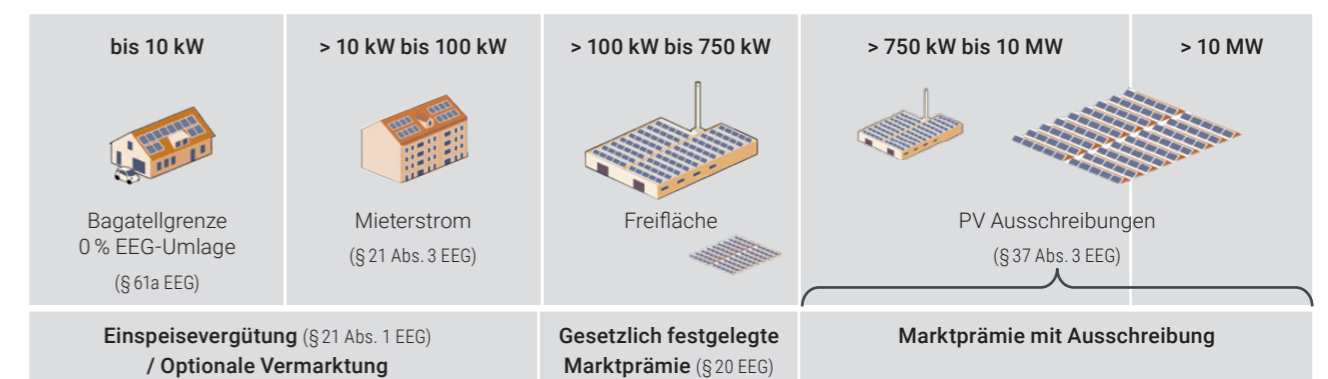 bis 10 kW
> 10 kW bis 100 kW
> 100 kW bis 750 kW
> 750 kW bis 10 MW
> 10 MW
Bagatellgrenze
0 % EEG-Umlage
(§ 61a EEG)
Mieterstrom
(§ 21 Abs. 3 EEG)
Freifläche
PV Ausschreibungen
(§ 37 Abs. 3 EEG)
Einspeisevergütung (§ 21 Abs. 1 EEG)
/ Optionale Vermarktung
Gesetzlich festgelegte
Marktprämie (§ 20 EEG)
Marktprämie mit Ausschreibung